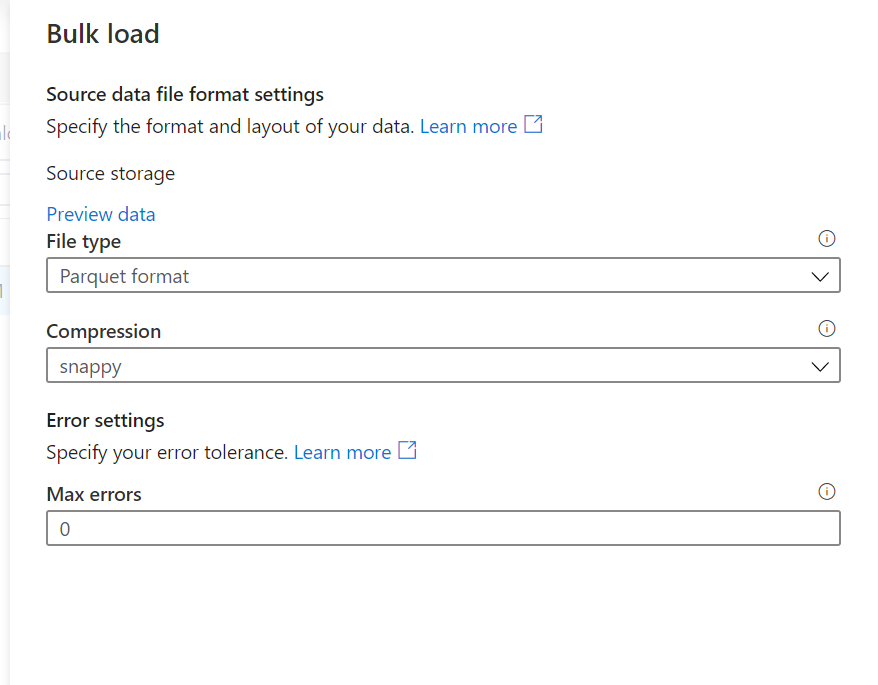 Bulk load
Source data file format settings
Specify the format and layout of your data. Learn more
Source storage
Preview data
File type
Parquet format
Compression
snappy
Error settings
Specify your error tolerance. Learn more
Max errors
0